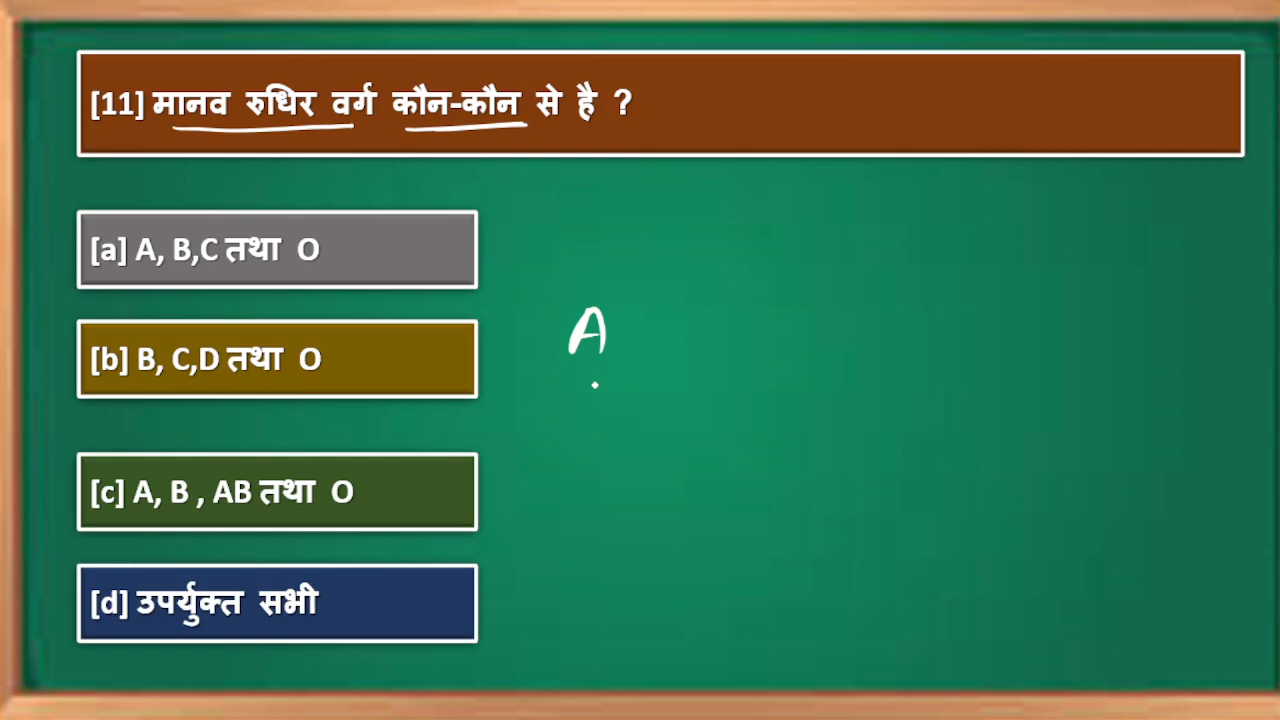 [11] मानव रुधिर वर्ग कौन-कौन से है ?
[a] A, B,C तथा O
[b] B, C,D तथा O
A
[c] A, B , AB तथा O
[d] उपर्युक्त सभी